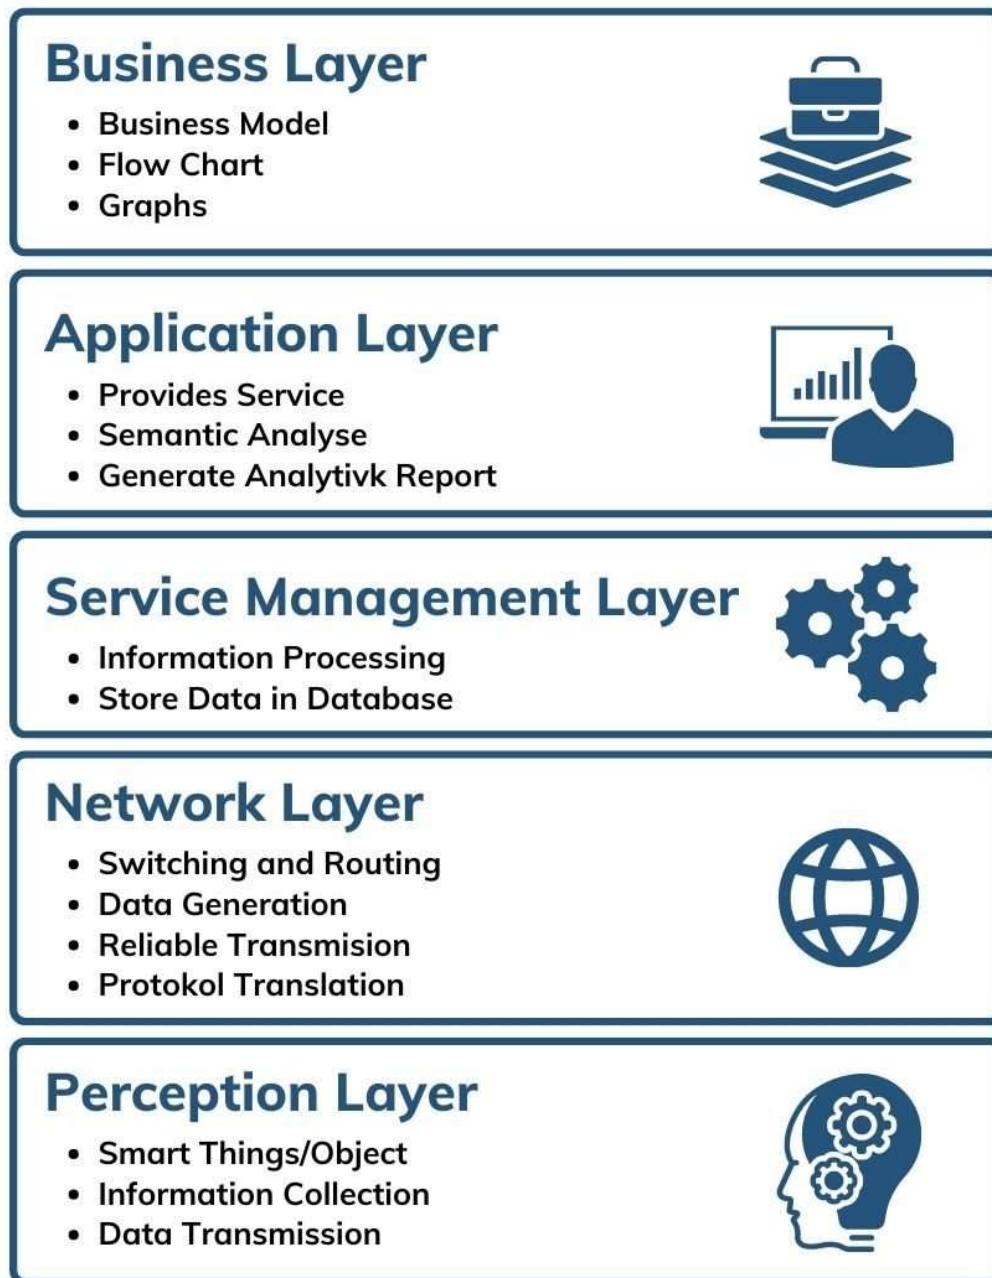 Business Layer
• Business Model
• Flow Chart
• Graphs
Application Layer
• Provides Service
• Semantic Analyse
• Generate Analytivk Report
Service Management Layer
• Information Processing
• Store Data in Database
Network Layer
• Switching and Routing
• Data Generation
• Reliable Transmision
• Protokol Translation
Perception Layer
• Smart Things/Object
• Information Collection
• Data Transmission